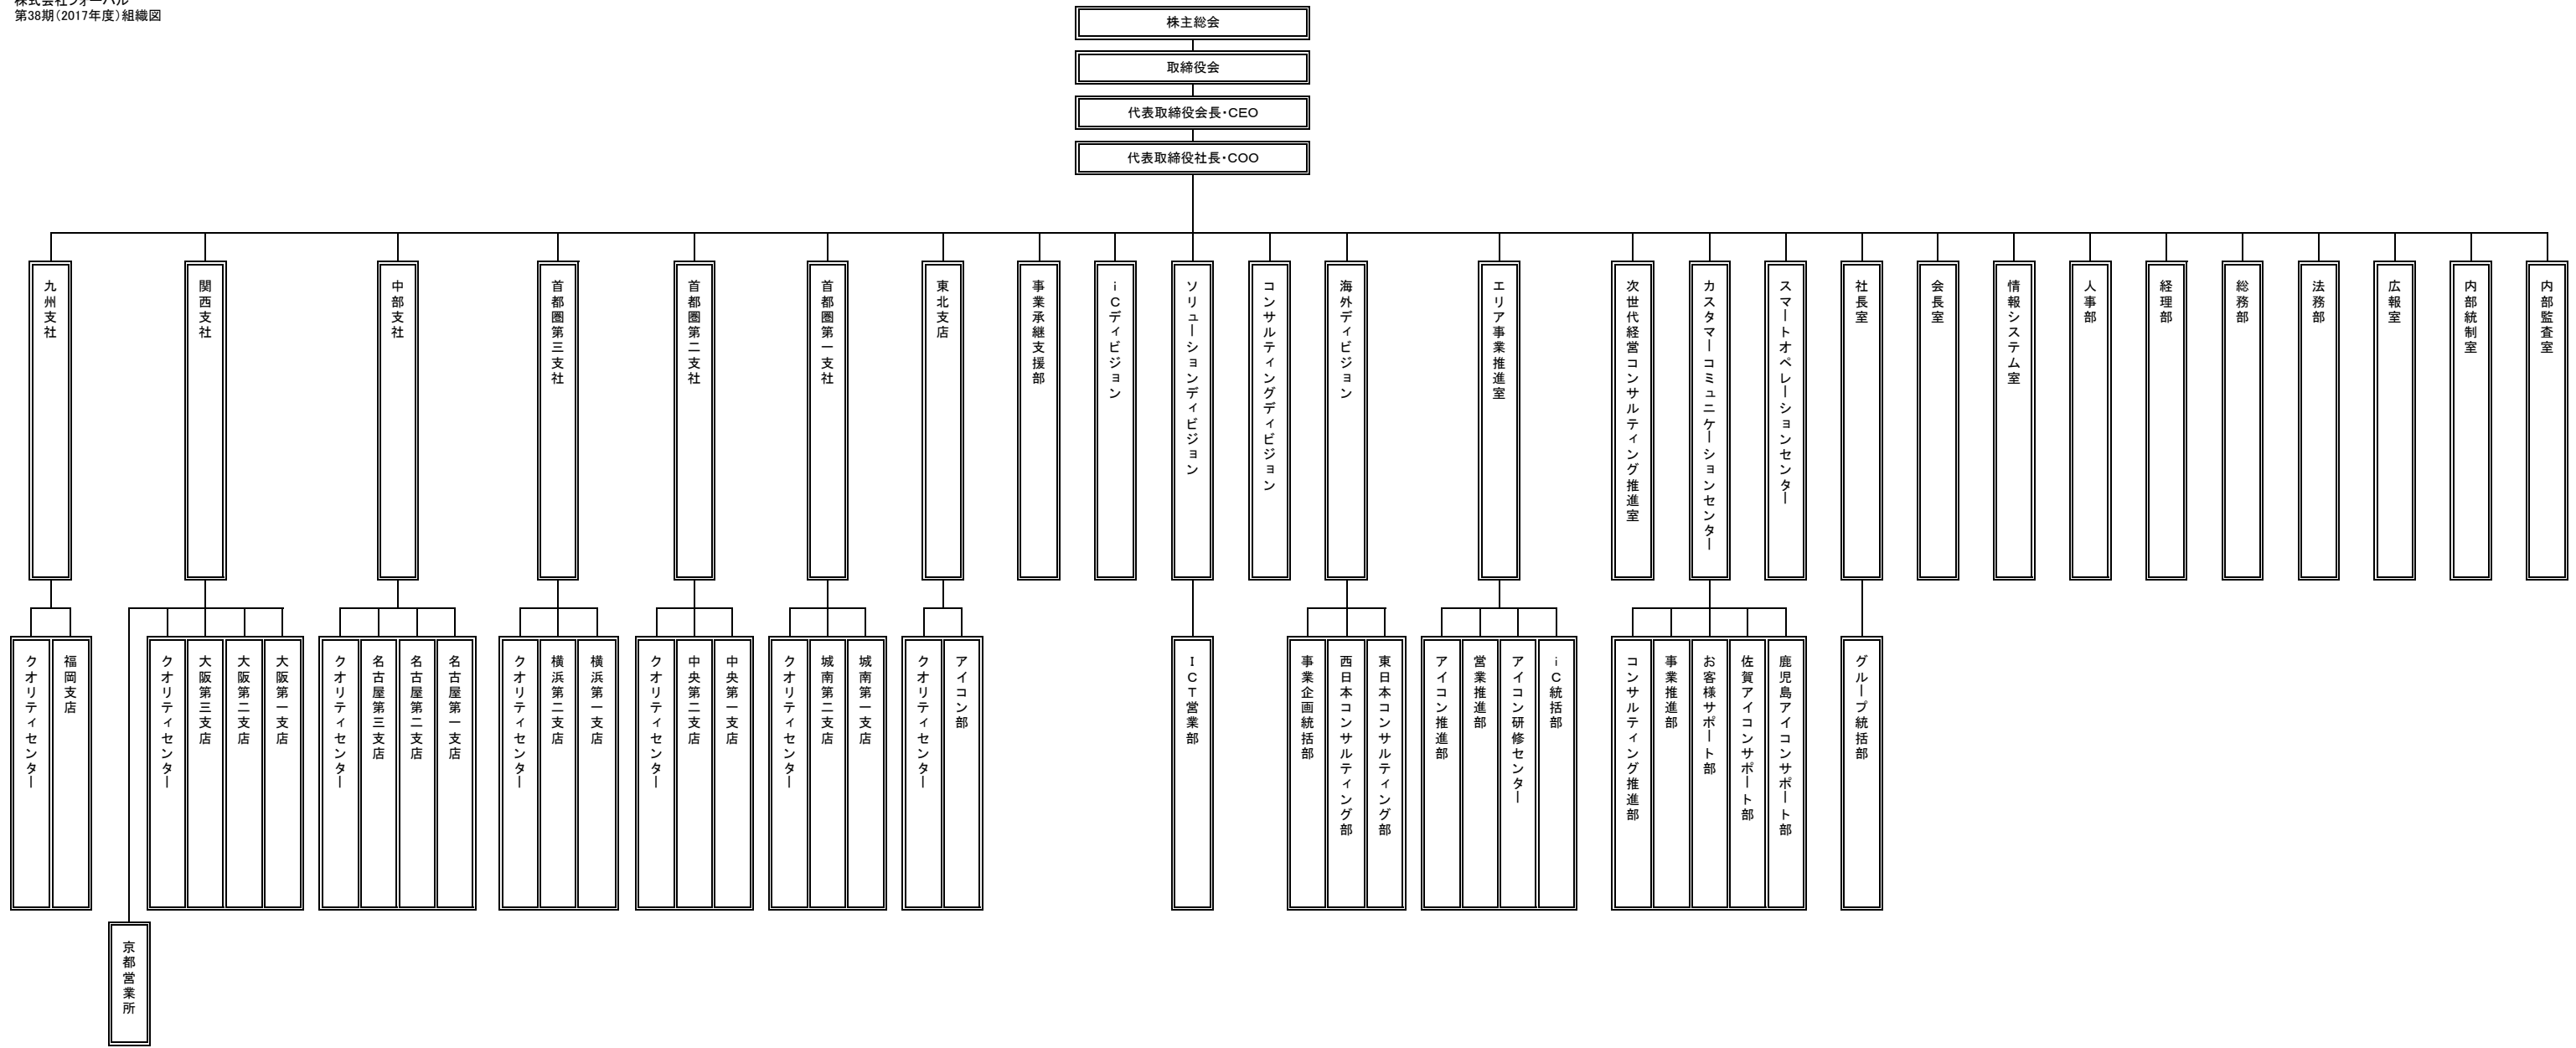 株式会社フォーバル
第38期(2017年度)組織図
株主総会
取締役会
代表取締役会長・CEO
代表取締役社長・COO
九州支社
関西支社
中部支社
首都圏第三支社
首都圏第二支社
首都圏第一支社
東北支店
事業承継支援部
iCディビジョン
ソリューションディビジョン
コンサルティングディビジョン
海外ディビジョン
エリア事業推進室
次世代経営コンサルティング推進室
カスタマーコミュニケーションセンター
スマートオペレーションセンター
社長室
会長室
情報システム室
人事部
経理部
総務部
法務部
広報室
内部統制室
内部監査室
クオリティセンター
福岡支店
クオリティセンター
大阪第三支店
大阪第二支店
大阪第一支店
クオリティセンター
名古屋第三支店
名古屋第二支店
名古屋第一支店
クオリティセンター
横浜第二支店
横浜第一支店
クオリティセンター
中央第二支店
中央第一支店
クオリティセンター
城南第二支店
城南第一支店
クオリティセンター
アイコン部
ICT営業部
事業企画統括部
西日本コンサルティング部
東日本コンサルティング部
アイコン推進部
営業推進部
アイコン研修センター
iC統括部
コンサルティング推進部
事業推進部
お客様サポート部
佐賀アイコンサポート部
鹿児島アイコンサポート部
グループ統括部
京都営業所